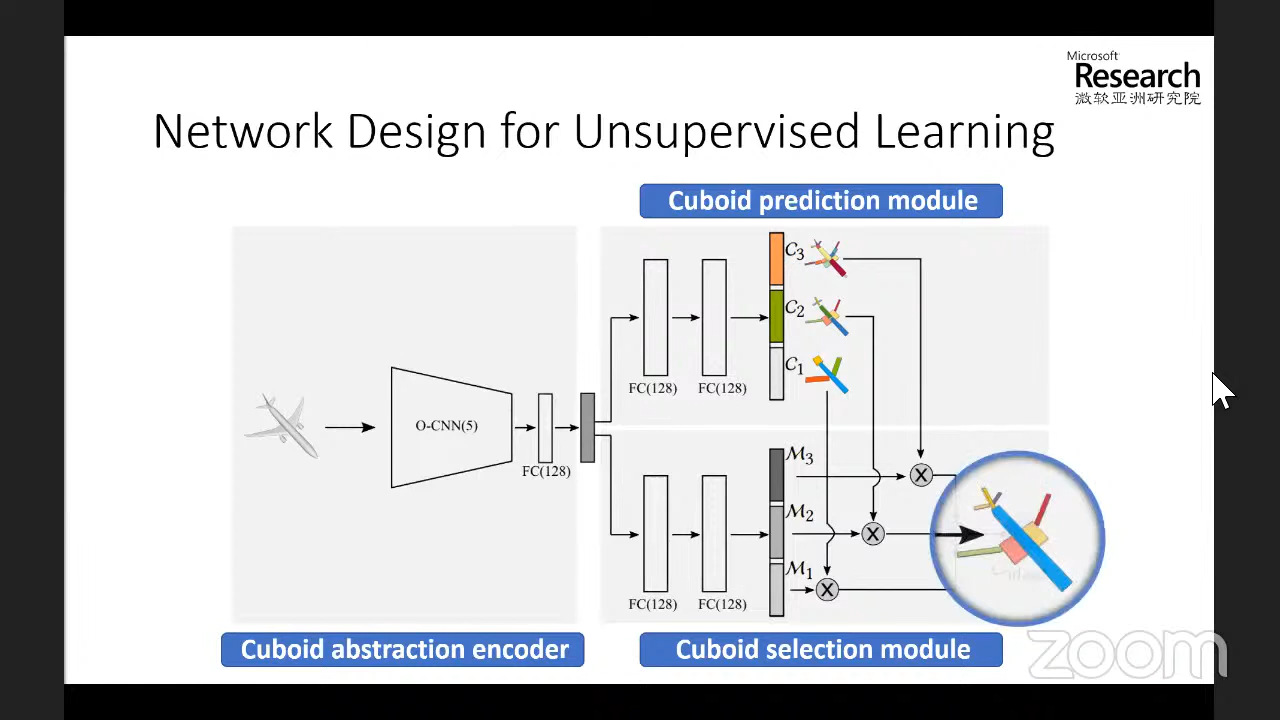 Microsoft
Research
微软亚洲研究院
Network Design for Unsupervised Learning
Cuboid prediction module
C3
C2
C1
FC(128) FC(128)
O-CNN(5)
FC(128)
M3
M2
M1
X
X
X
FC(128) FC(128)
Cuboid abstraction encoder
Cuboid selection module
zoom